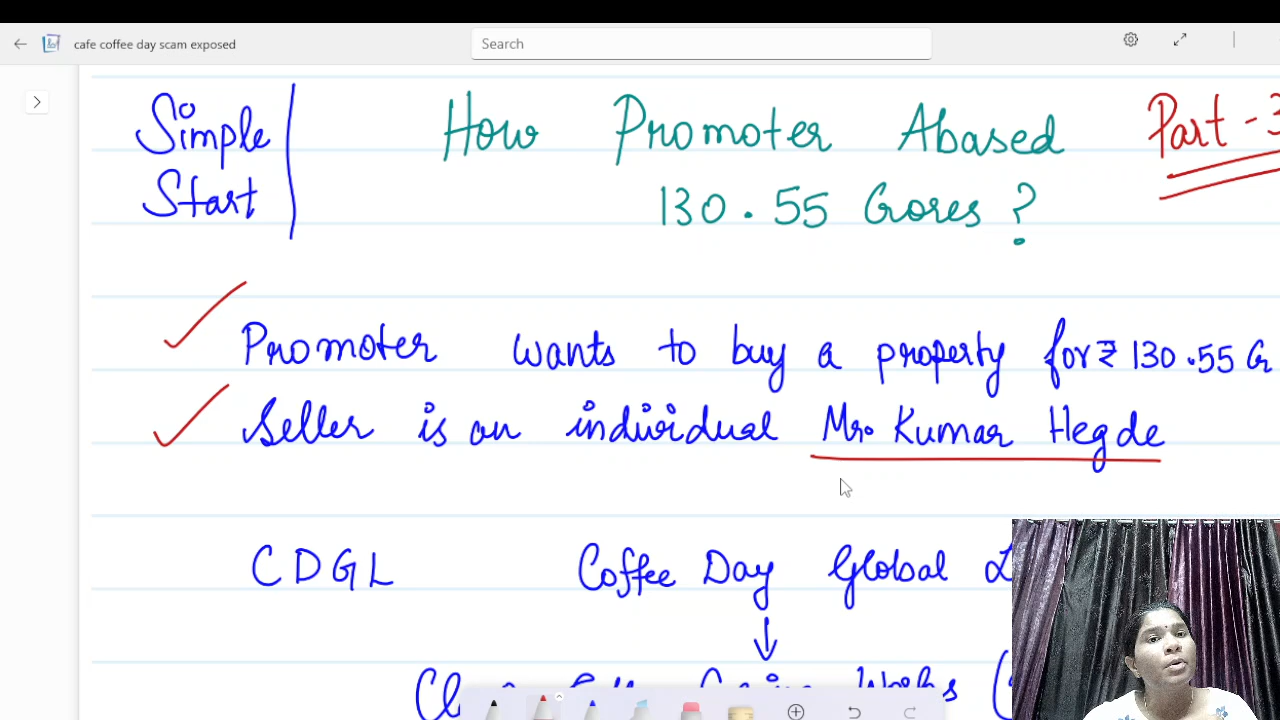 cafe coffee day scam exposed
Search
Simple
Start
How Promoter Abased
130.55 Crores ?
Part - 3
Promoter wants to buy a property for ₹ 130.55 Cr
Seller is an individual Mr. Kumar Hegde
CDGL Coffee Day Global